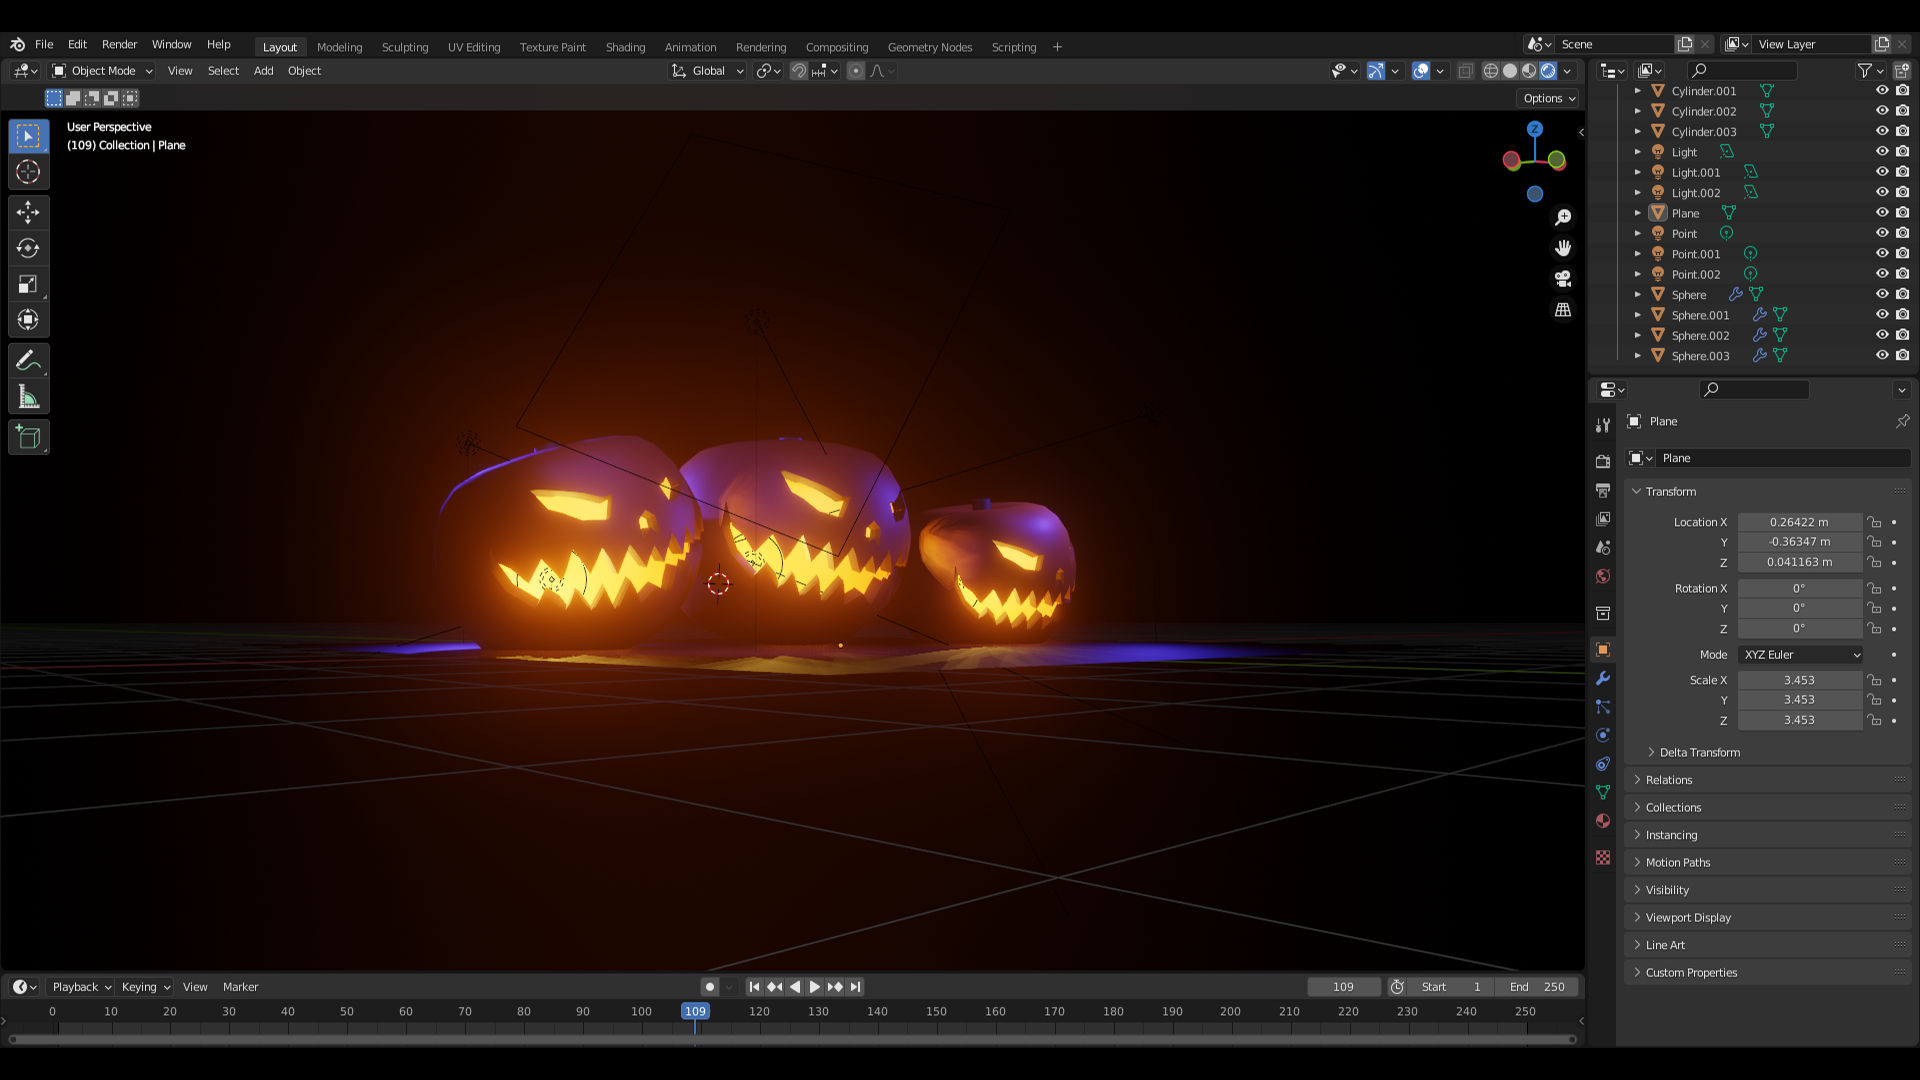 File Edit Render Window Help
Layout Modeling Sculpting UV Editing Texture Paint Shading Animation Rendering Compositing Geometry Nodes Scripting +
Scene
View Layer
Object Mode View Select Add Object
Global
Options
User Perspective
(109) Collection | Plane
Z
Cylinder.001
Cylinder.002
Cylinder.003
Light
Light.001
Light.002
Plane
Point
Point.001
Point.002
Sphere
Sphere.001
Sphere.002
Sphere.003
Plane
Plane
Transform
Location X 0.26422 m
Y -0.36347 m
Z 0.041163 m
Rotation X 0°
Y 0°
Z 0°
Mode XYZ Euler
Scale X 3.453
Y 3.453
Z 3.453
Delta Transform
Relations
Collections
Instancing
Motion Paths
Visibility
Viewport Display
Line Art
Custom Properties
Playback Keying View Marker
109 Start 1 End 250
0 10 20 30 40 50 60 70 80 90 100 109 120 130 140 150 160 170 180 190 200 210 220 230 240 250